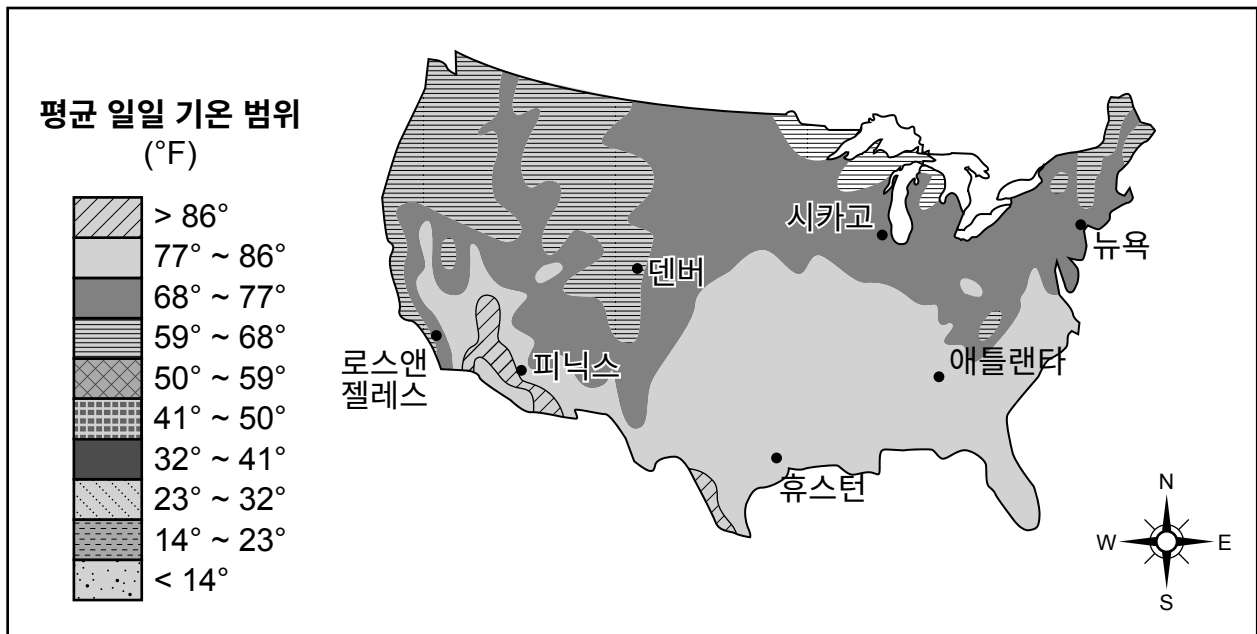 평균 일일 기온 범위
(°F)
> 86°
77° ~ 86°
68° ~ 77°
59° ~ 68°
50° ~ 59°
41° ~ 50°
32° ~ 41°
23° ~ 32°
14° ~ 23°
< 14°
시카고
뉴욕
덴버
로스앤
젤레스
피닉스
애틀랜타
휴스턴
N
W
E
S